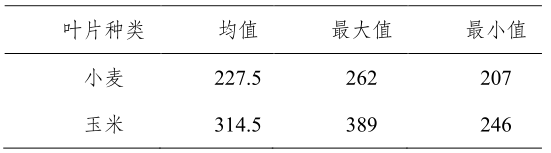 叶片种类 均值 最大值 最小值
小麦 227.5 262 207
玉米 314.5 389 246